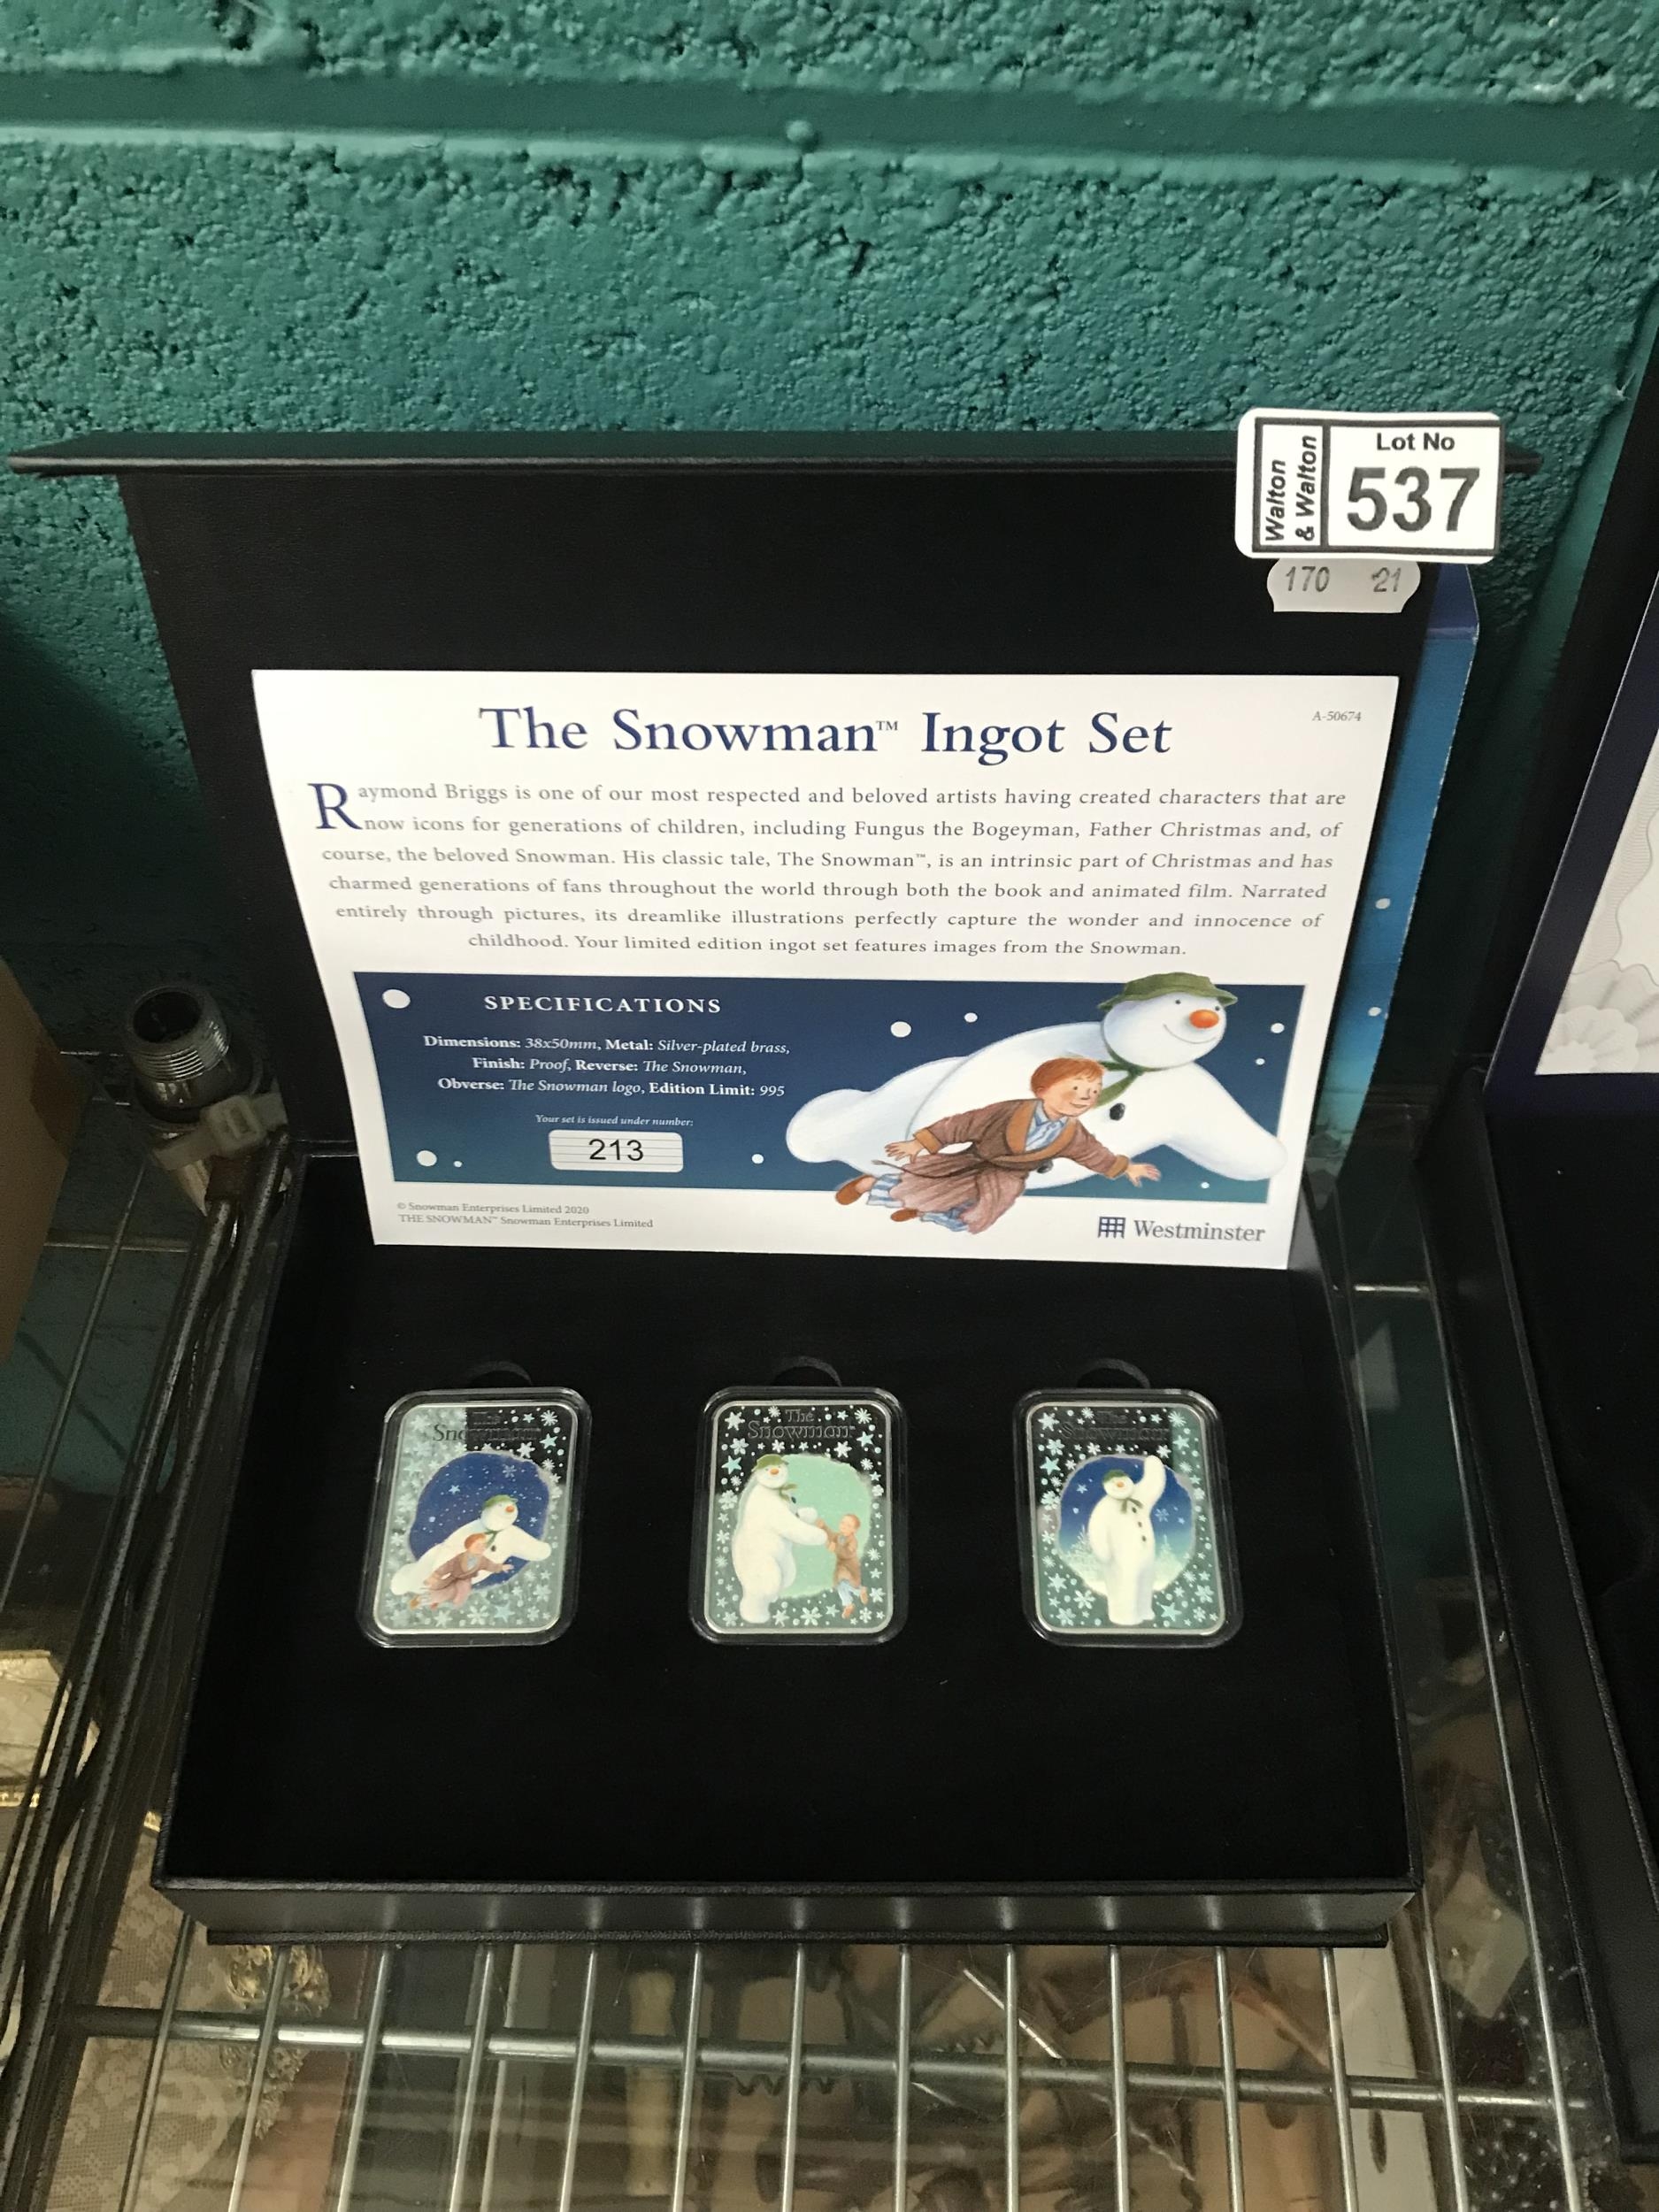 Walton
& Walton
Lot No
537
170 21
The Snowman™ Ingot Set
A-50674
Raymond Briggs is one of our most respected and beloved artists having created characters that are
now icons for generations of children, including Fungus the Bogeyman, Father Christmas and, of
course, the beloved Snowman. His classic tale, The Snowman™, is an intrinsic part of Christmas and has
charmed generations of fans throughout the world through both the book and animated film. Narrated
entirely through pictures, its dreamlike illustrations perfectly capture the wonder and innocence of
childhood. Your limited edition ingot set features images from the Snowman.
SPECIFICATIONS
Dimensions: 38x50mm, Metal: Silver-plated brass,
Finish: Proof, Reverse: The Snowman,
Obverse: The Snowman logo, Edition Limit: 995
Your set is issued under number:
213
© Snowman Enterprises Limited 2020
THE SNOWMAN™ Snowman Enterprises Limited
Westminster
The
Snowman
The
Snowman
The
Snowman